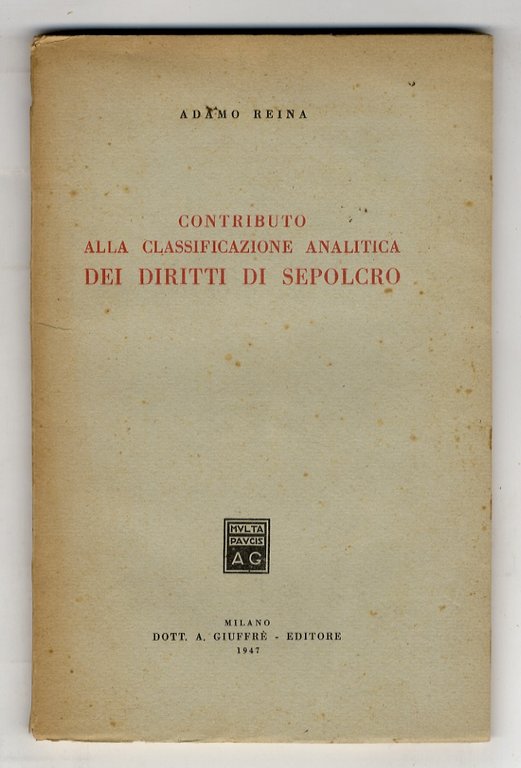 ADAMO REINA
CONTRIBUTO
ALLA CLASSIFICAZIONE ANALITICA
DEI DIRITTI DI SEPOLCRO
MVLTA
PAVCIS
AG
MILANO
DOTT. A. GIUFFRÈ - EDITORE
1947